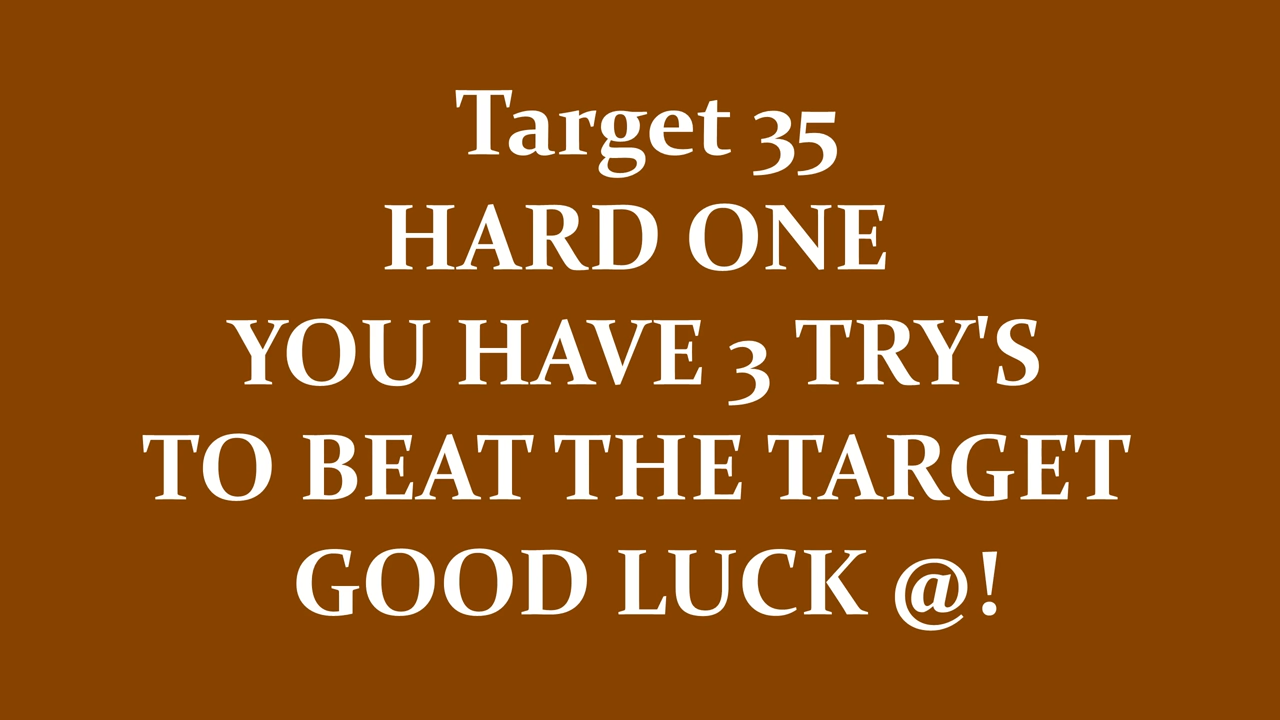 Target 35
HARD ONE
YOU HAVE 3 TRY'S
TO BEAT THE TARGET
GOOD LUCK @!